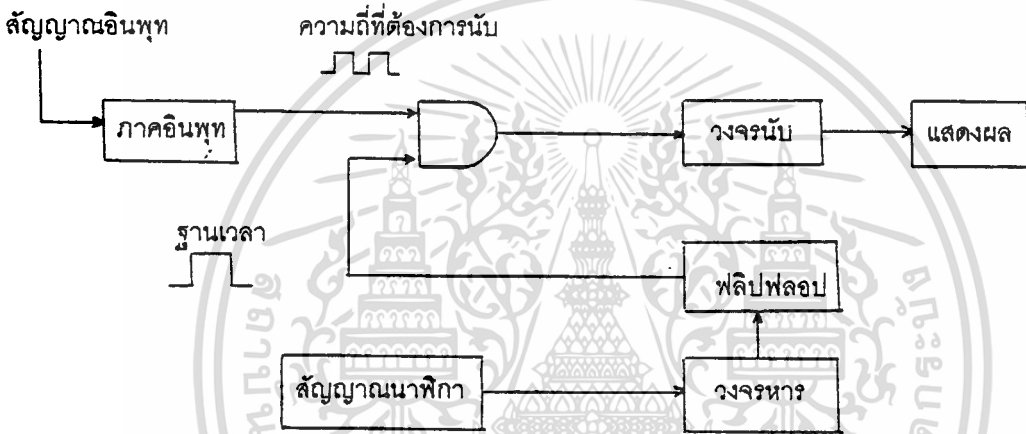 สัญญาณอินพุท
ความถี่ที่ต้องการนับ
ภาคอินพุท
วงจรนับ
แสดงผล
ฐานเวลา
ฟลิปฟลอป
สัญญาณนาฬิกา
วงจรหาร